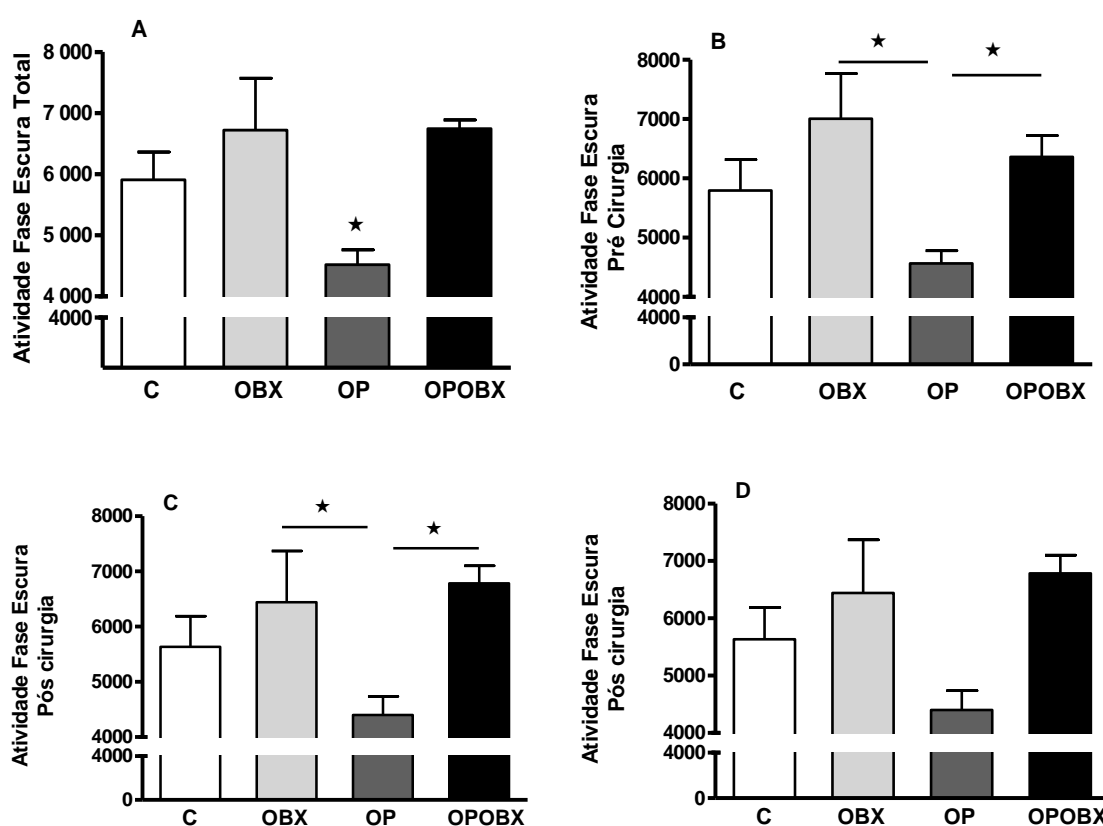 A
Atividade Fase Escura Total
8 000
7 000
6 000
5 000
4 000
4000
★
C OBX OP OPOBX
B
Atividade Fase Escura
Pré Cirurgia
8000
7000
6000
5000
4000
4000
0
★ ★
C OBX OP OPOBX
C
Atividade Fase Escura
Pós cirurgia
8000
7000
6000
5000
4000
4000
0
★ ★
C OBX OP OPOBX
D
Atividade Fase Escura
Pós cirurgia
8000
7000
6000
5000
4000
4000
0
C OBX OP OPOBX